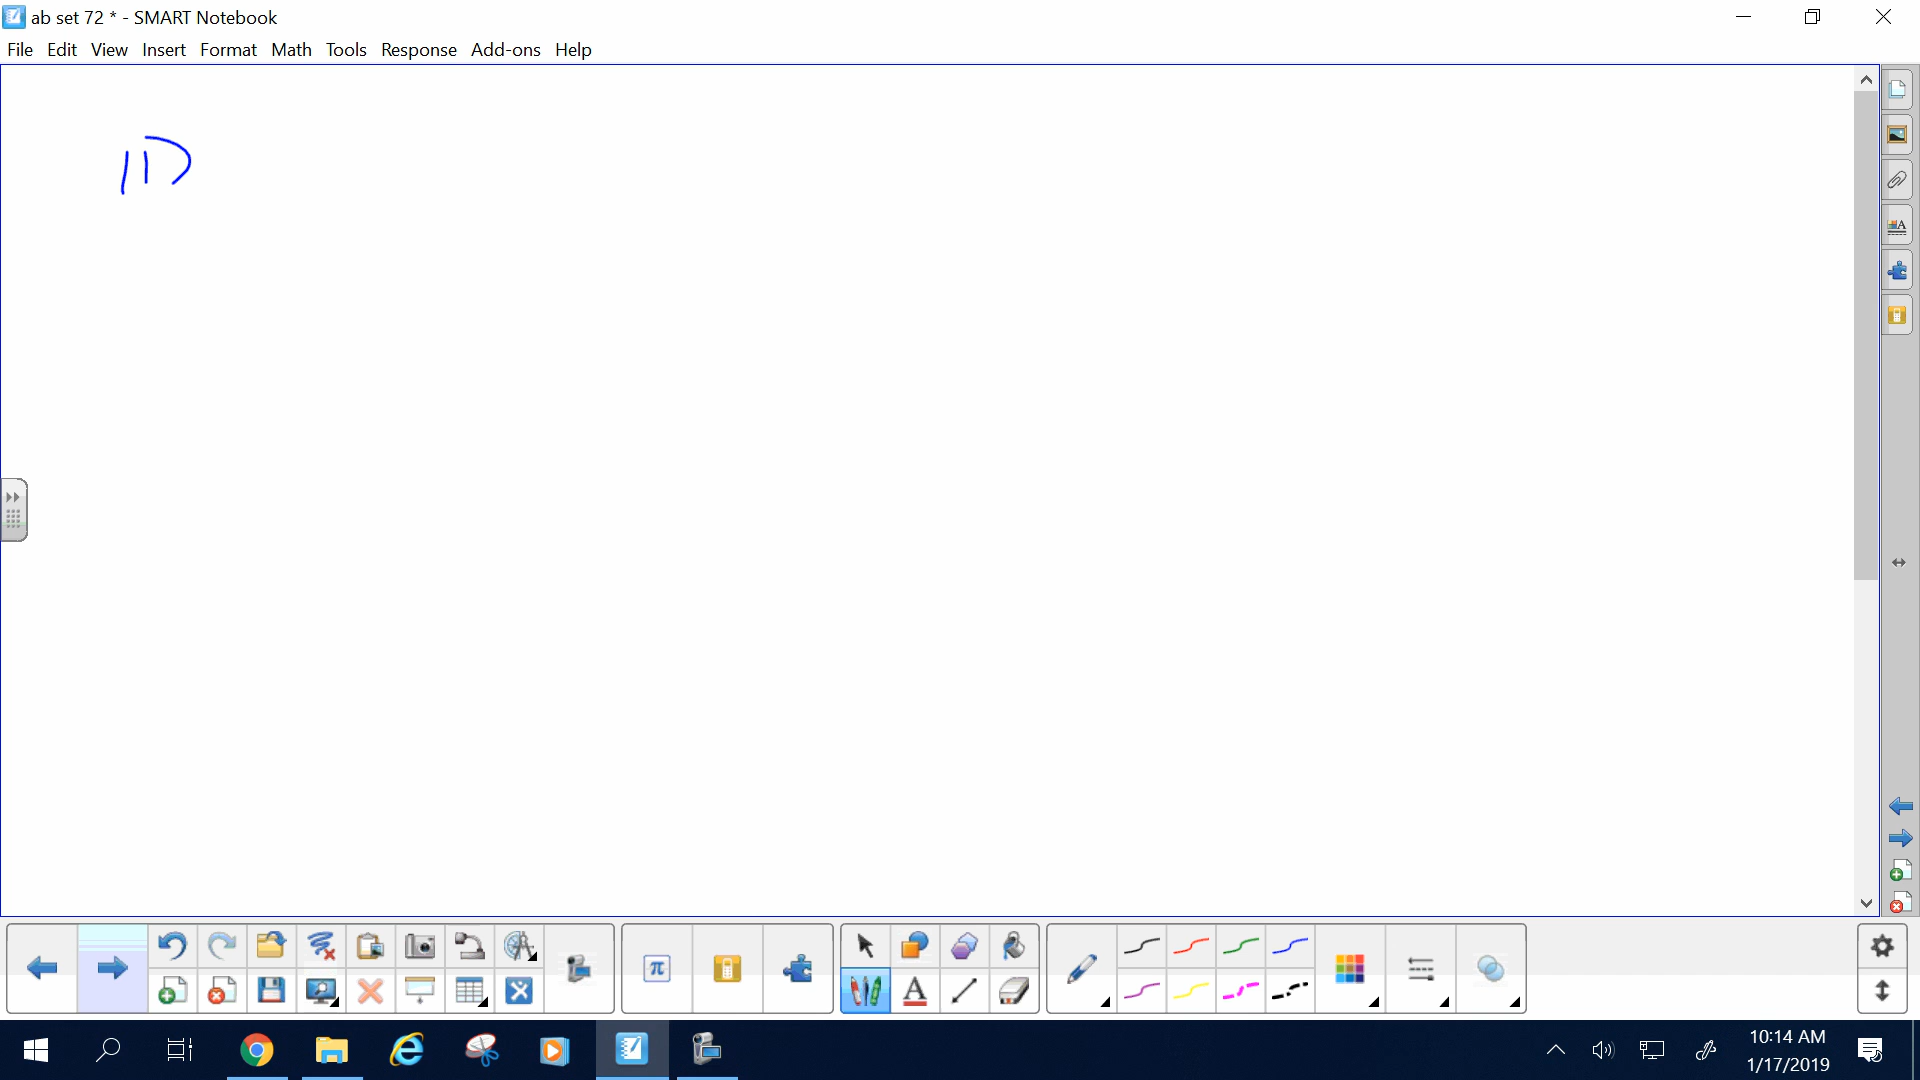 ab set 72 * - SMART Notebook
File Edit View Insert Format Math Tools Response Add-ons Help
11)
10:14 AM
1/17/2019